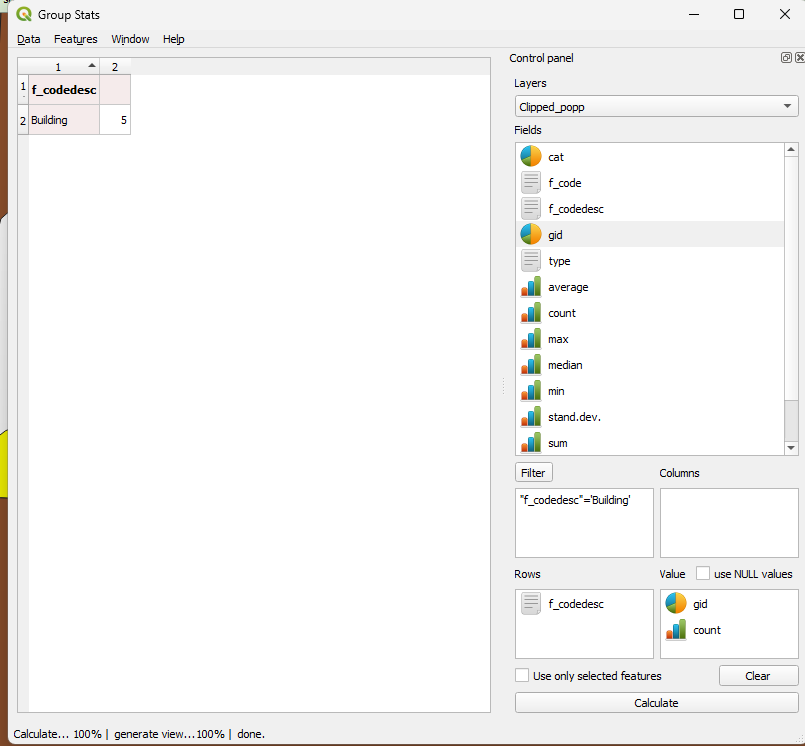 Group Stats
Data Features Window Help
1 2
1 f_codedesc
2 Building 5
Control panel
Layers
Clipped_popp
Fields
cat
f_code
f_codedesc
gid
type
average
count
max
median
min
stand.dev.
sum
Filter Columns
"f_codedesc"='Building'
Rows Value use NULL values
f_codedesc gid
count
Use only selected features Clear
Calculate
Calculate... 100% | generate view...100% | done.